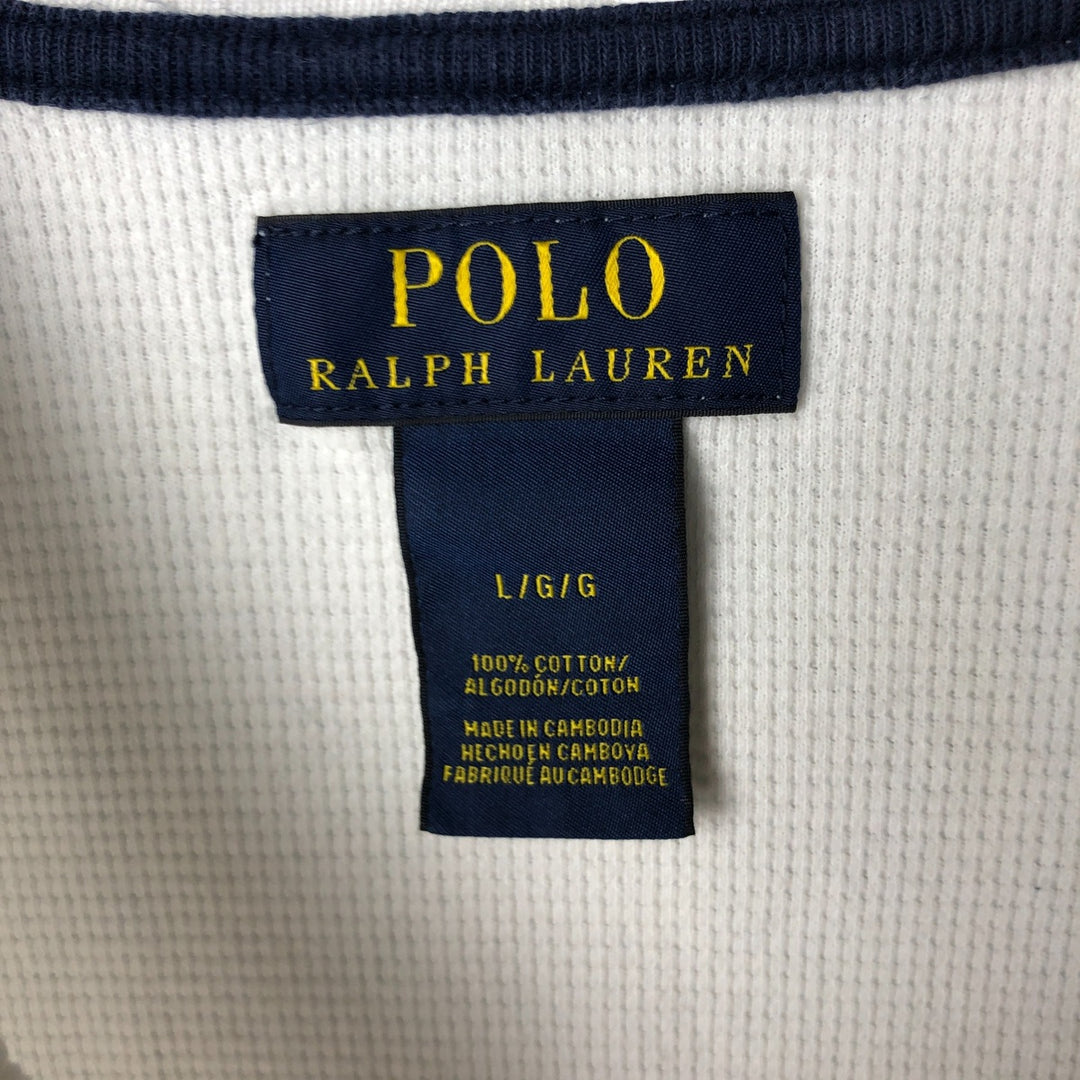 POLO
RALPH LAUREN
L/G/G
100% COTTON/
ALGODÓN/COTON
MADE IN CAMBODIA
HECHO EN CAMBOYA
FABRIQUÉ AU CAMBODGE